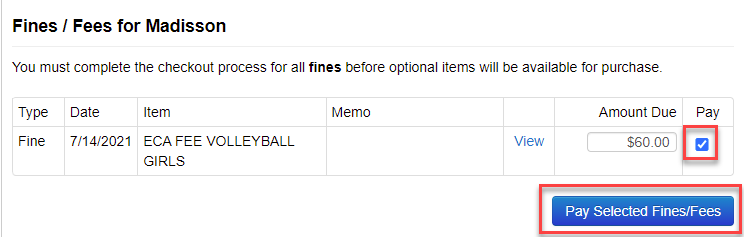 Fines / Fees for Madisson
You must complete the checkout process for all fines before optional items will be available for purchase.
Type Date Item Memo Amount Due Pay
Fine 7/14/2021 ECA FEE VOLLEYBALL View $60.00
GIRLS
Pay Selected Fines/Fees